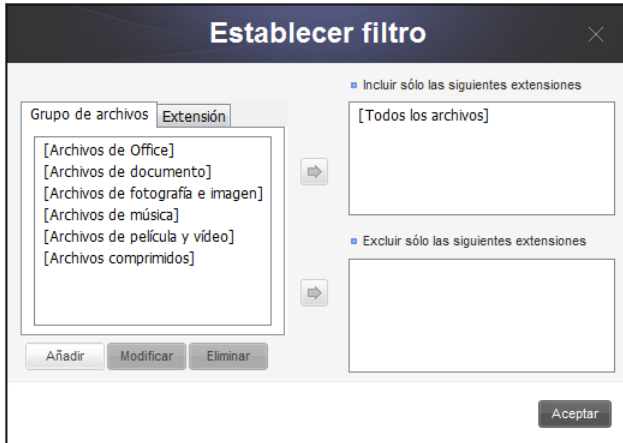 Establecer filtro
Incluir sólo las siguientes extensiones
Grupo de archivos
Extensión
[Todos los archivos]
[Archivos de Office]
[Archivos de documento]
[Archivos de fotografía e imagen]
[Archivos de música]
[Archivos de película y vídeo]
[Archivos comprimidos]
Excluir sólo las siguientes extensiones
Añadir
Modificar
Eliminar
Aceptar